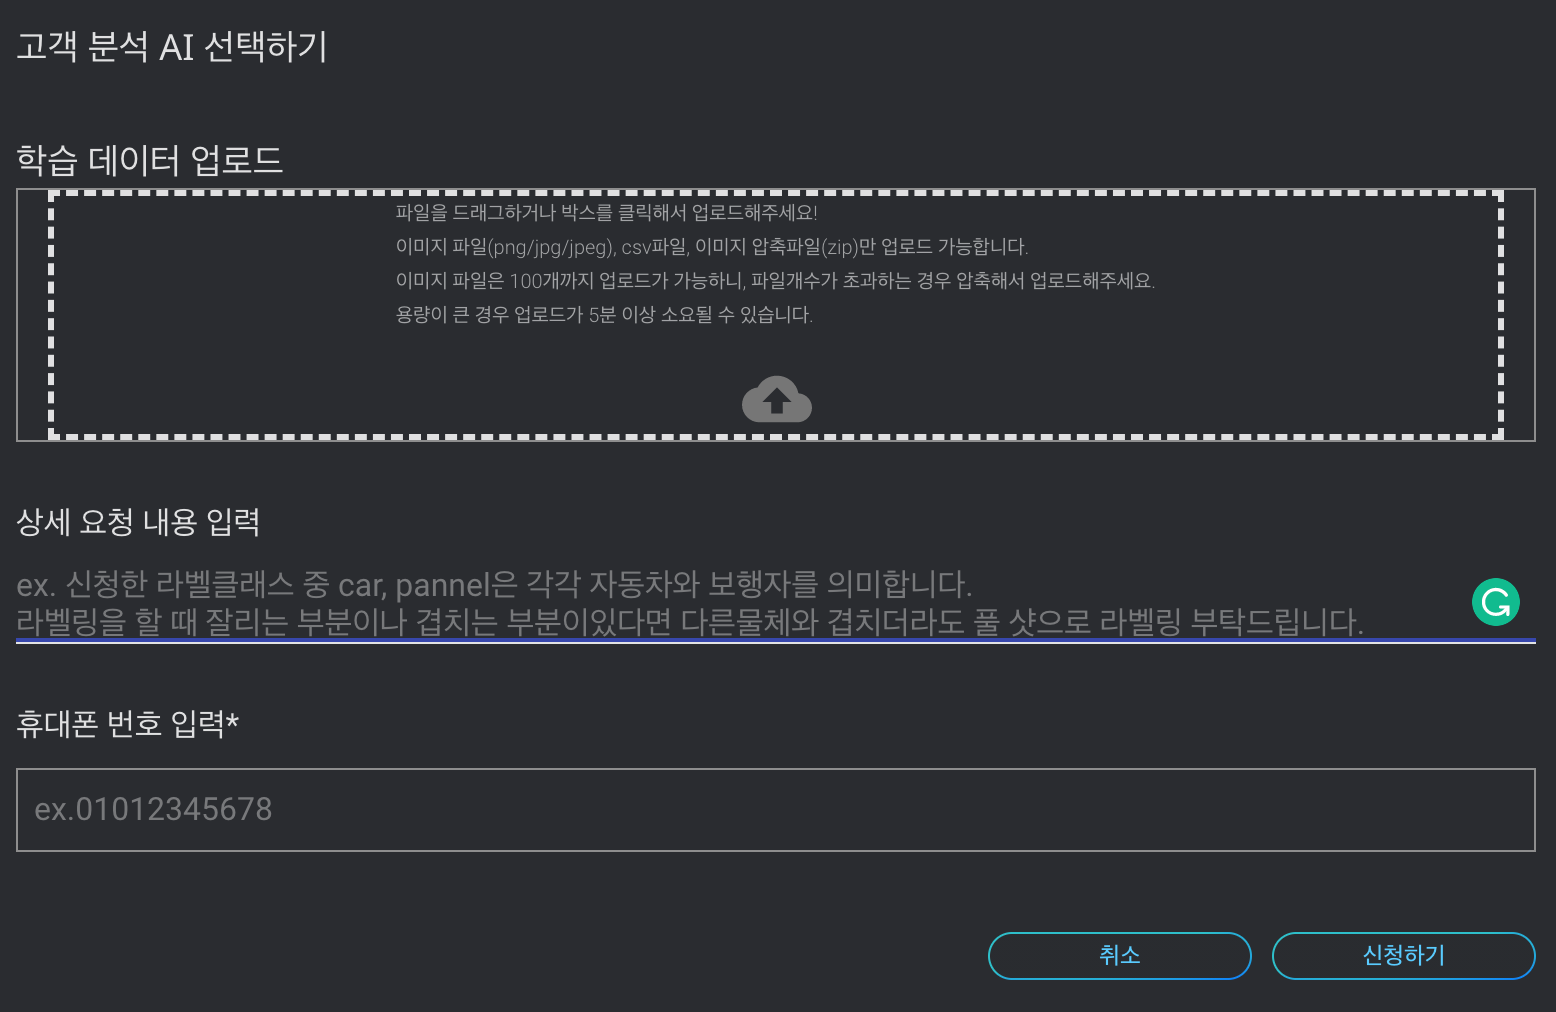 고객 분석 AI 선택하기
학습 데이터 업로드
파일을 드래그하거나 박스를 클릭해서 업로드해주세요!
이미지 파일(png/jpg/jpeg), csv파일, 이미지 압축파일(zip)만 업로드 가능합니다.
이미지 파일은 100개까지 업로드가 가능하니, 파일개수가 초과하는 경우 압축해서 업로드해주세요.
용량이 큰 경우 업로드가 5분 이상 소요될 수 있습니다.
상세 요청 내용 입력
ex. 신청한 라벨클래스 중 car, pannel은 각각 자동차와 보행자를 의미합니다.
라벨링을 할 때 잘리는 부분이나 겹치는 부분이있다면 다른물체와 겹치더라도 풀 샷으로 라벨링 부탁드립니다.
휴대폰 번호 입력*
ex.01012345678
취소 신청하기